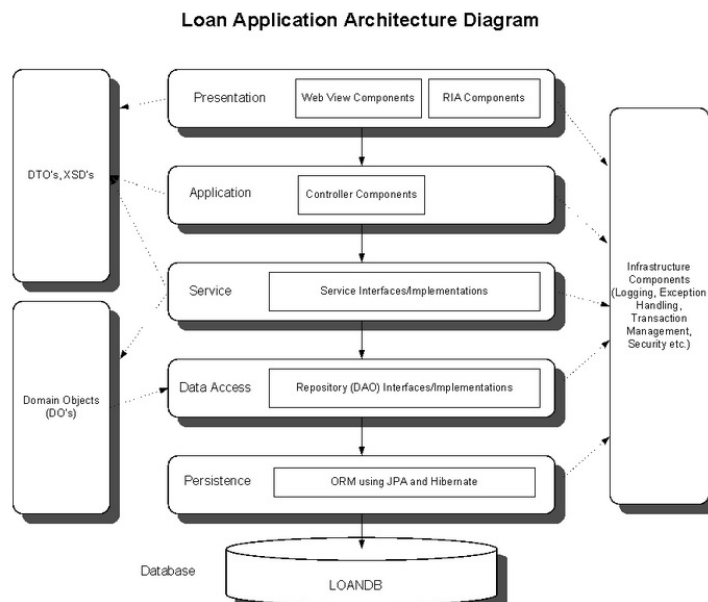 Loan Application Architecture Diagram
Presentation
Web View Components
RIA Components
DTO's, XSD's
Application
Controller Components
Service
Service Interfaces/Implementations
Infrastructure
Components
(Logging, Exception
Handling,
Transaction
Management,
Security etc.)
Domain Objects
(DO's)
Data Access
Repository (DAO) Interfaces/Implementations
Persistence
ORM using JPA and Hibernate
Database
LOANDB